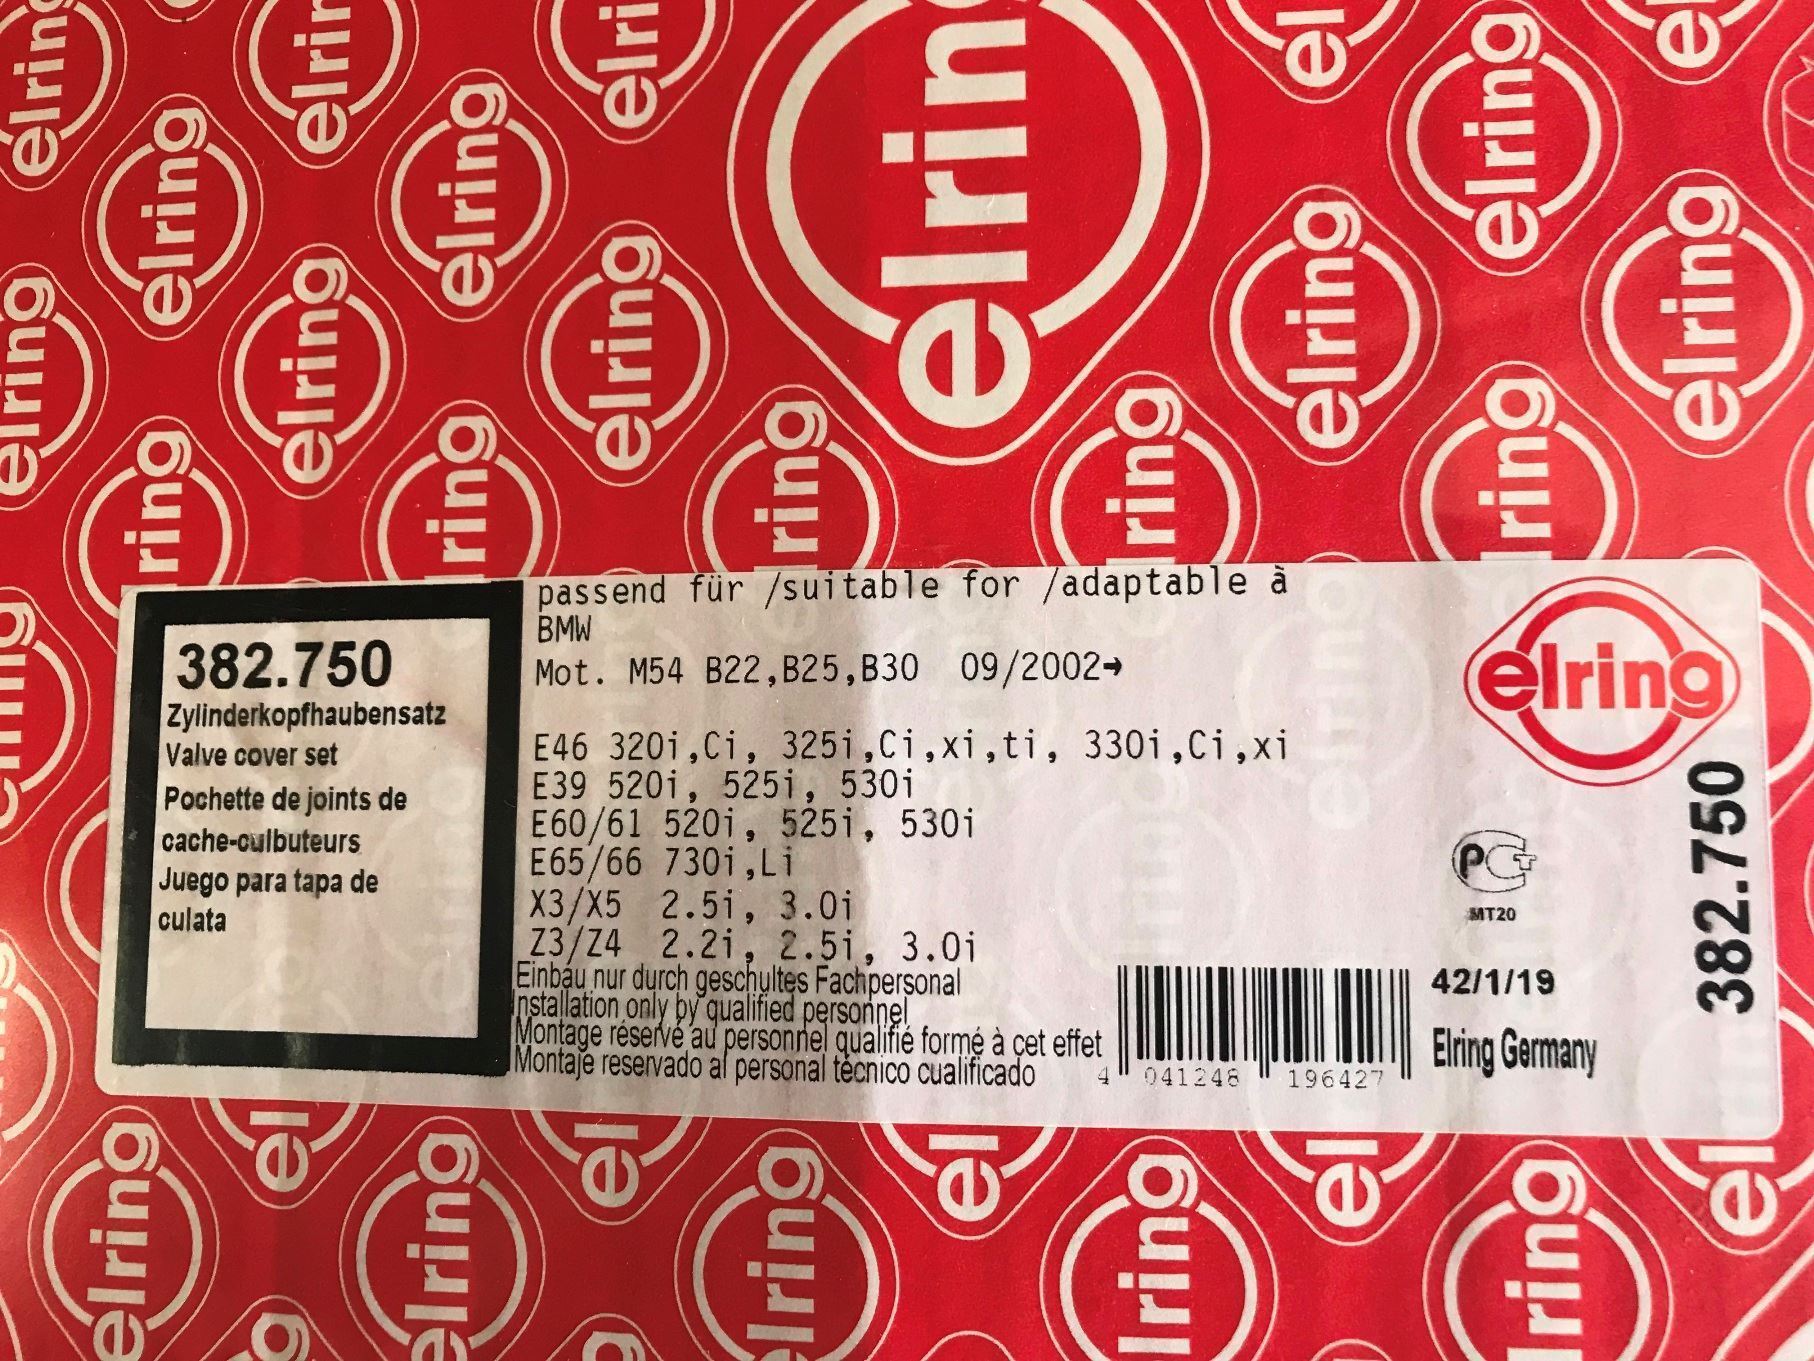 elring
382.750
Zylinderkopfhaubensatz
Valve cover set
Pochette de joints de
cache-culbuteurs
Juego para tapa de
culata
passend für /suitable for /adaptable à
BMW
Mot. M54 B22,B25,B30 09/2002→
E46 320i,Ci, 325i,Ci,xi,ti, 330i,Ci,xi
E39 520i, 525i, 530i
E60/61 520i, 525i, 530i
E65/66 730i,Li
X3/X5 2.5i, 3.0i
Z3/Z4 2.2i, 2.5i, 3.0i
Einbau nur durch geschultes Fachpersonal
Installation only by qualified personnel
Montage réservé au personnel qualifié formé à cet effet
Montaje reservado al personal técnico cualificado
4 041248 196427
elring
PCT
MT20
42/1/19
Elring Germany
382.750